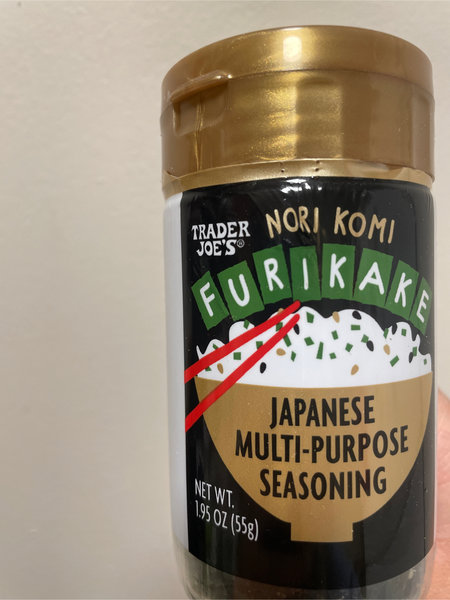 TRADER
JOE'S®
NORI KOMI
FURIKAKE
JAPANESE
MULTI-PURPOSE
SEASONING
NET WT.
1.95 OZ (55g)